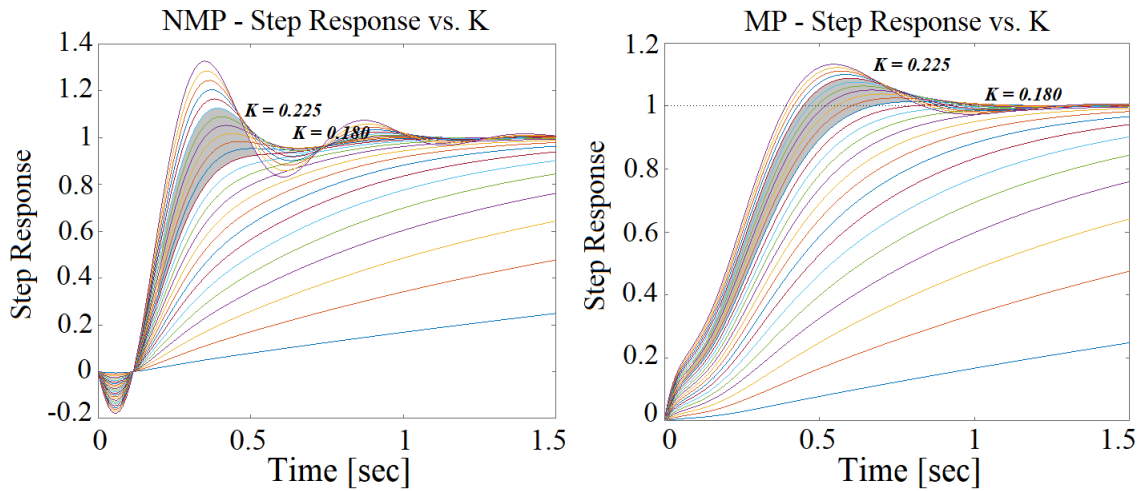 NMP - Step Response vs. K
1.4
1.2
1
0.8
0.6
0.4
0.2
0
-0.2
Step Response
K = 0.225
K = 0.180
0 0.5 1 1.5
Time [sec]
MP - Step Response vs. K
1.2
1
0.8
0.6
0.4
0.2
0
Step Response
K = 0.225
K = 0.180
0 0.5 1 1.5
Time [sec]